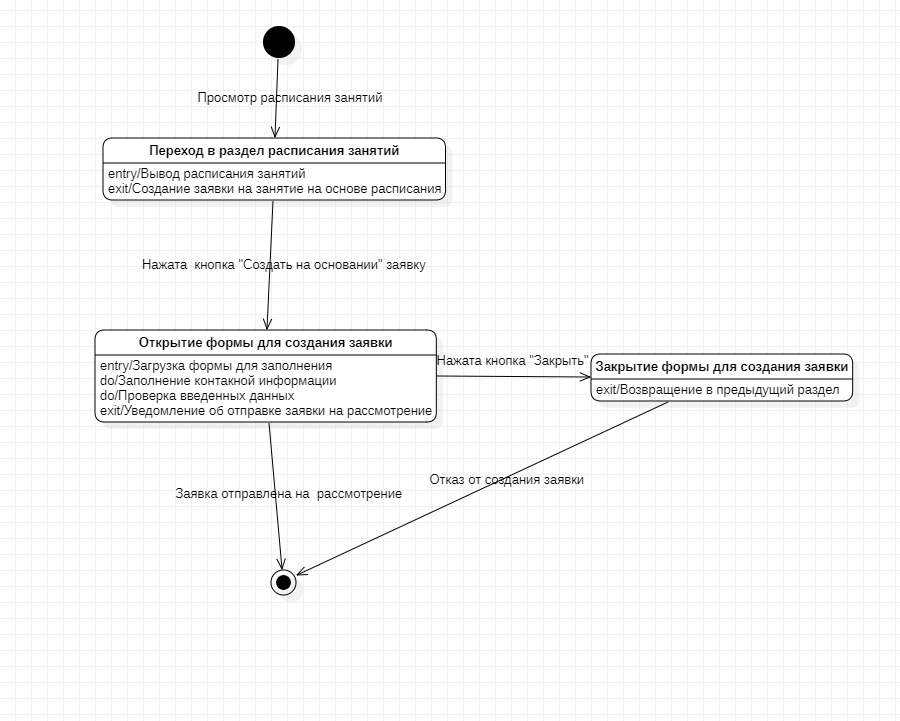 Просмотр расписания занятий
Переход в раздел расписания занятий
entry/Вывод расписания занятий
exit/Создание заявки на занятие на основе расписания
Нажата  кнопка "Создать на основании" заявку
Открытие формы для создания заявки
entry/Загрузка формы для заполнения
do/Заполнение контакной информации
do/Проверка введенных данных
exit/Уведомление об отправке заявки на рассмотрение
Нажата кнопка "Закрыть"
Закрытие формы для создания заявки
exit/Возвращение в предыдущий раздел
Отказ от создания заявки
Заявка отправлена на  рассмотрение